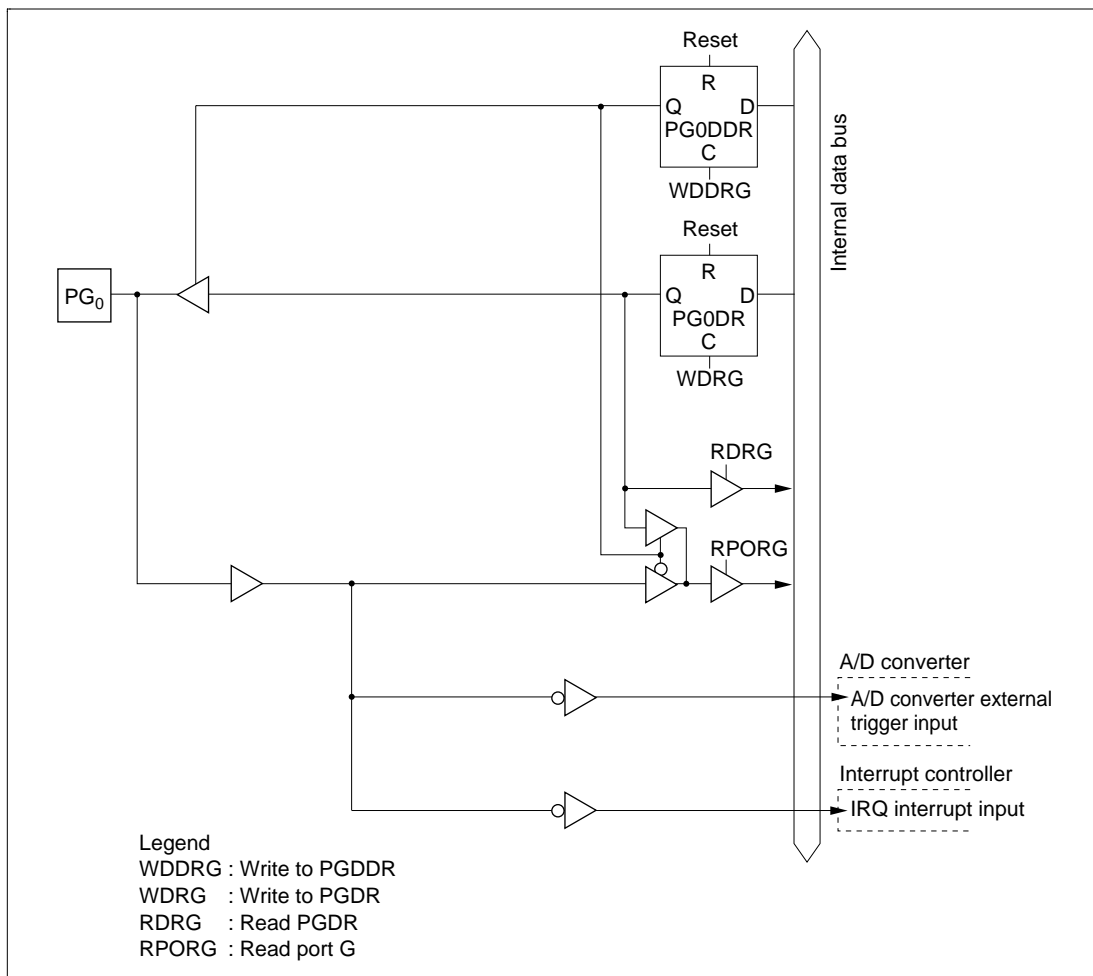 Reset
R
Q D
PG0DDR
C
WDDRG
Internal data bus
Reset
R
PG₀
Q D
PG0DR
C
WDRG
RDRG
RPORG
A/D converter
A/D converter external
trigger input
Interrupt controller
IRQ interrupt input
Legend
WDDRG : Write to PGDDR
WDRG : Write to PGDR
RDRG : Read PGDR
RPORG : Read port G